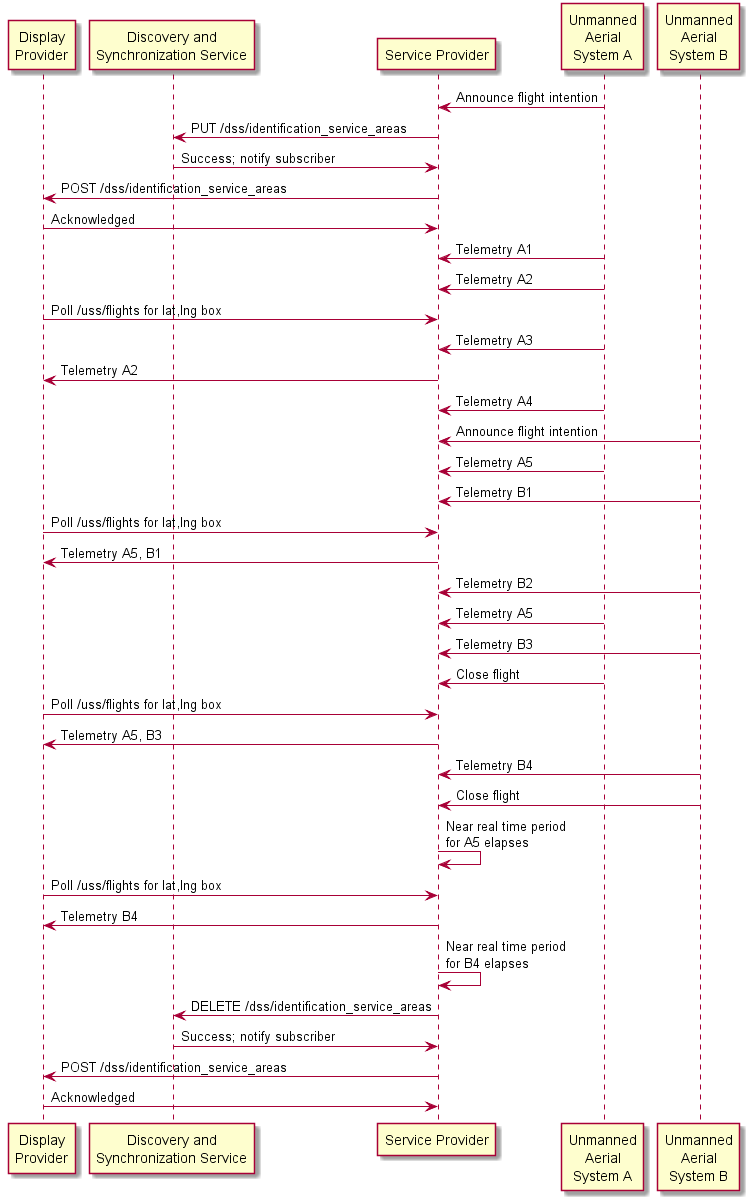 Display
Provider
Discovery and
Synchronization Service
Service Provider
Unmanned
Aerial
System A
Unmanned
Aerial
System B
Announce flight intention
PUT /dss/identification_service_areas
Success; notify subscriber
POST /dss/identification_service_areas
Acknowledged
Telemetry A1
Telemetry A2
Poll /uss/flights for lat,lng box
Telemetry A3
Telemetry A2
Telemetry A4
Announce flight intention
Telemetry A5
Telemetry B1
Poll /uss/flights for lat,lng box
Telemetry A5, B1
Telemetry B2
Telemetry A5
Telemetry B3
Close flight
Poll /uss/flights for lat,lng box
Telemetry A5, B3
Telemetry B4
Close flight
Near real time period
for A5 elapses
Poll /uss/flights for lat,lng box
Telemetry B4
Near real time period
for B4 elapses
DELETE /dss/identification_service_areas
Success; notify subscriber
POST /dss/identification_service_areas
Acknowledged
Display
Provider
Discovery and
Synchronization Service
Service Provider
Unmanned
Aerial
System A
Unmanned
Aerial
System B